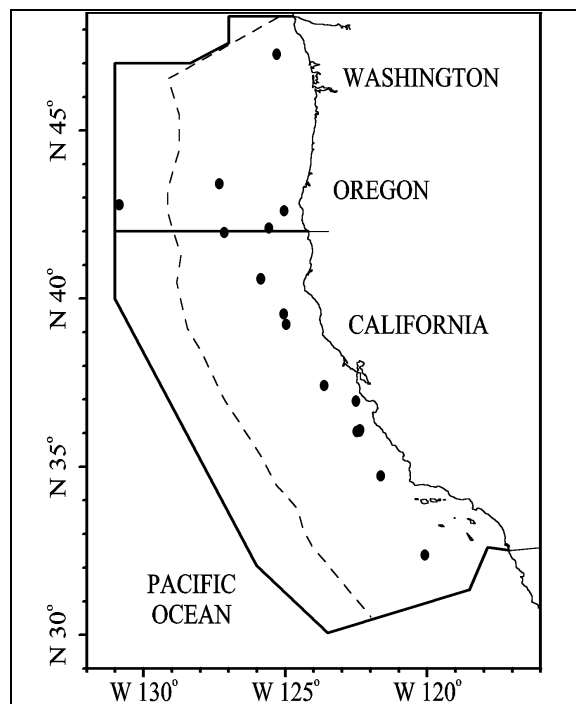 WASHINGTON
N 45°
OREGON
N 40°
CALIFORNIA
N 35°
PACIFIC
OCEAN
N 30°
W 130° W 125° W 120°